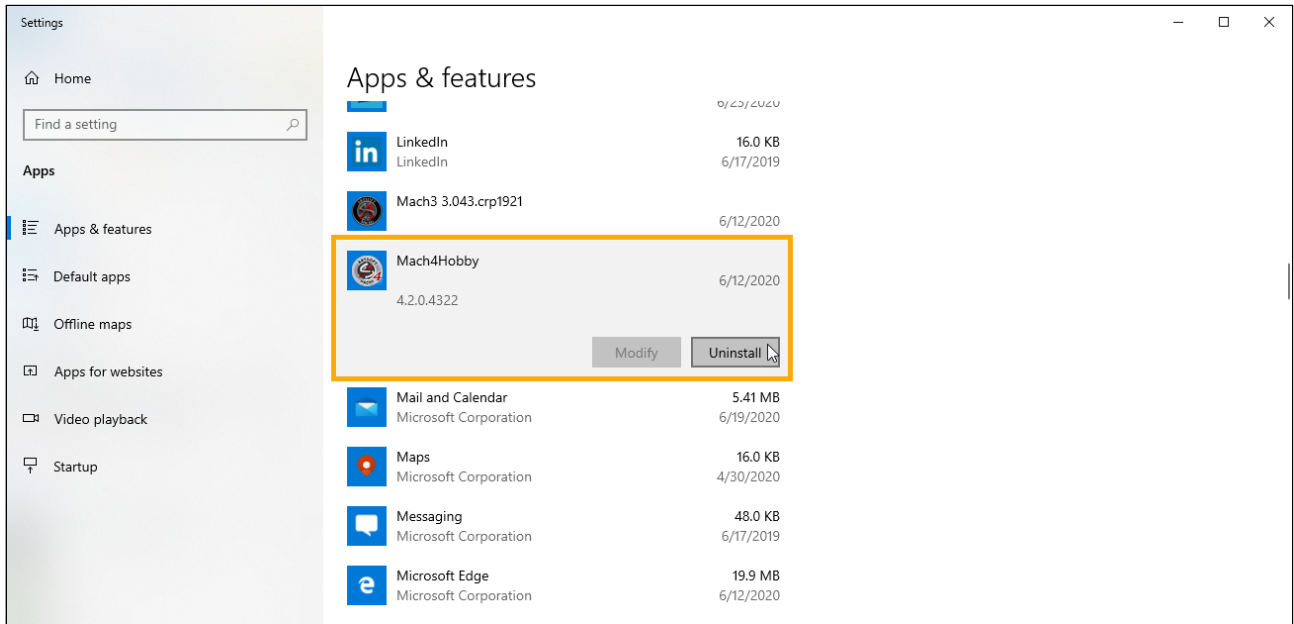 Settings
Home
Find a setting
Apps
Apps & features
Default apps
Offline maps
Apps for websites
Video playback
Startup
Apps & features
6/23/2020
LinkedIn 16.0 KB
LinkedIn 6/17/2019
Mach3 3.043.crp1921
6/12/2020
Mach4Hobby
6/12/2020
4.2.0.4322
Modify Uninstall
Mail and Calendar 5.41 MB
Microsoft Corporation 6/19/2020
Maps 16.0 KB
Microsoft Corporation 4/30/2020
Messaging 48.0 KB
Microsoft Corporation 6/17/2019
Microsoft Edge 19.9 MB
Microsoft Corporation 6/12/2020